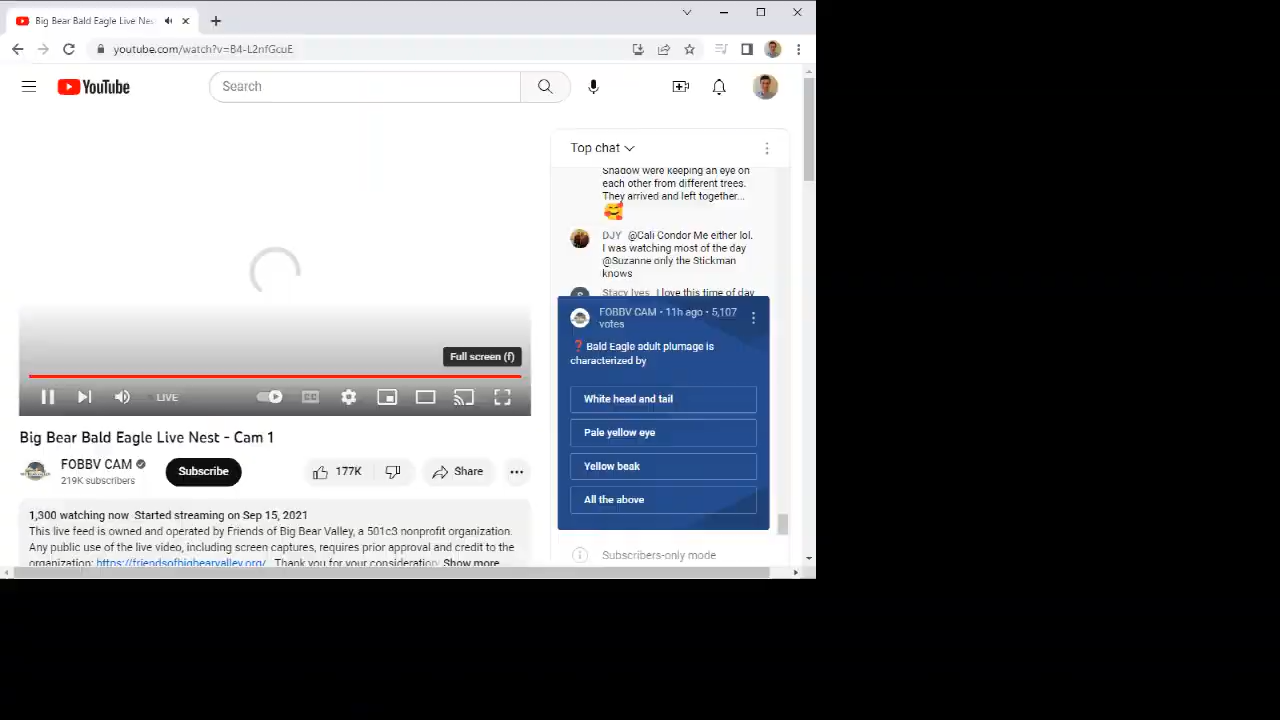 Big Bear Bald Eagle Live Nes
youtube.com/watch?v=B4-L2nfGcuE
YouTube
Search
Top chat
Shadow were keeping an eye on
each other from different trees.
They arrived and left together...
DJY @Cali Condor Me either lol.
I was watching most of the day
@Suzanne only the Stickman
knows
Stacy Ives I love this time of day
FOBBV CAM • 11h ago • 5,107
votes
❓Bald Eagle adult plumage is
characterized by
White head and tail
Pale yellow eye
Yellow beak
All the above
Subscribers-only mode
Full screen (f)
LIVE
CC
Big Bear Bald Eagle Live Nest - Cam 1
FOBBV CAM
219K subscribers
Subscribe
177K
Share
1,300 watching now Started streaming on Sep 15, 2021
This live feed is owned and operated by Friends of Big Bear Valley, a 501c3 nonprofit organization.
Any public use of the live video, including screen captures, requires prior approval and credit to the
organization: https://friendsofbigbearvalley.org/ . Thank you for your consideration Show more